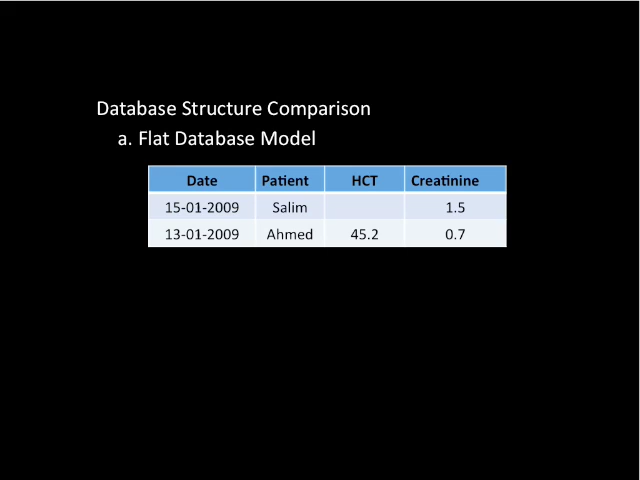 Database Structure Comparison
a. Flat Database Model
Date Patient HCT Creatinine
15-01-2009 Salim 1.5
13-01-2009 Ahmed 45.2 0.7